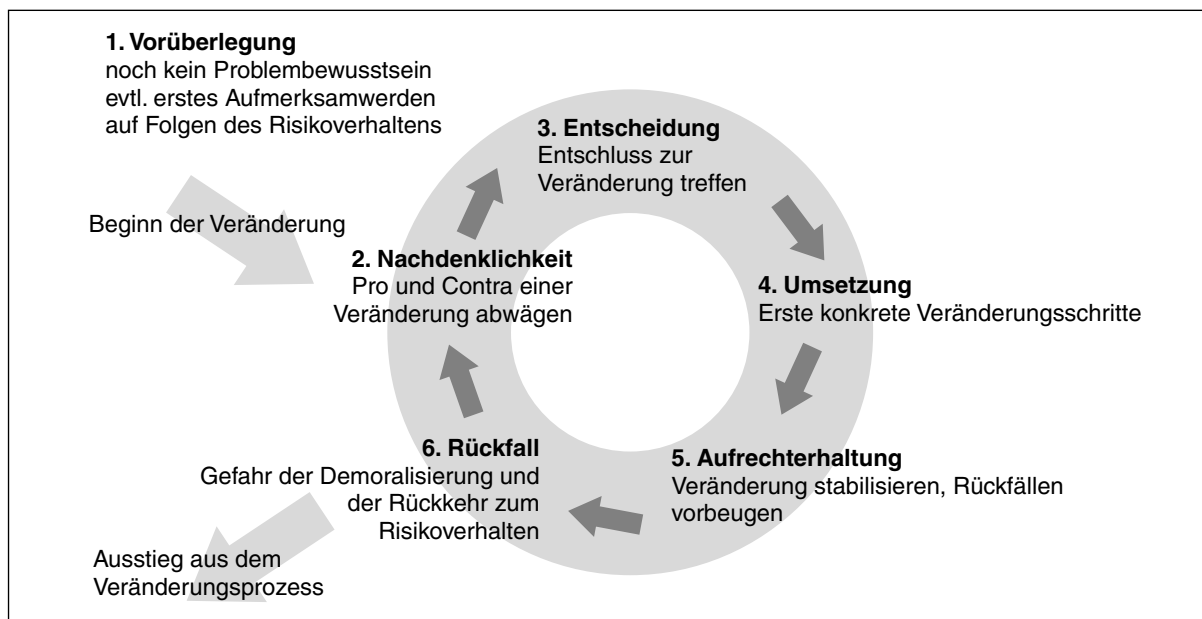 1. Vorüberlegung
noch kein Problembewusstsein
evtl. erstes Aufmerksamwerden
auf Folgen des Risikoverhaltens
Beginn der Veränderung
2. Nachdenklichkeit
Pro und Contra einer
Veränderung abwägen
3. Entscheidung
Entschluss zur
Veränderung treffen
4. Umsetzung
Erste konkrete Veränderungsschritte
5. Aufrechterhaltung
Veränderung stabilisieren, Rückfällen
vorbeugen
6. Rückfall
Gefahr der Demoralisierung und
der Rückkehr zum
Risikoverhalten
Ausstieg aus dem
Veränderungsprozess